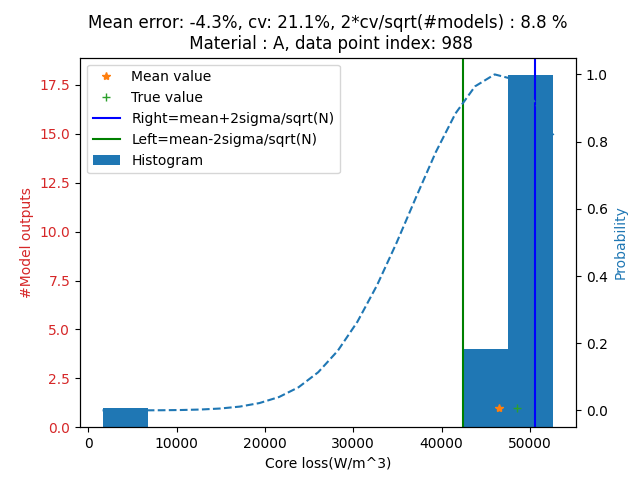 Mean error: -4.3%, cv: 21.1%, 2*cv/sqrt(#models) : 8.8 %
Material : A, data point index: 988
Mean value
True value
Right=mean+2sigma/sqrt(N)
Left=mean-2sigma/sqrt(N)
Histogram
#Model outputs
17.5
15.0
12.5
10.0
7.5
5.0
2.5
0.0
1.0
0.8
0.6
0.4
0.2
0.0
Probability
0 10000 20000 30000 40000 50000
Core loss(W/m^3)